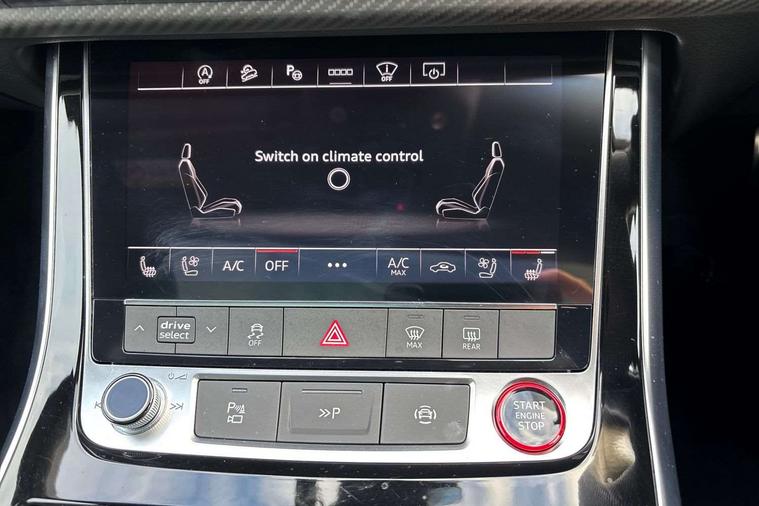 A
OFF
P
i
OFF
Switch on climate control
A/C
OFF
A/C
MAX
drive
select
OFF
MAX
REAR
P
P
START
ENGINE
STOP